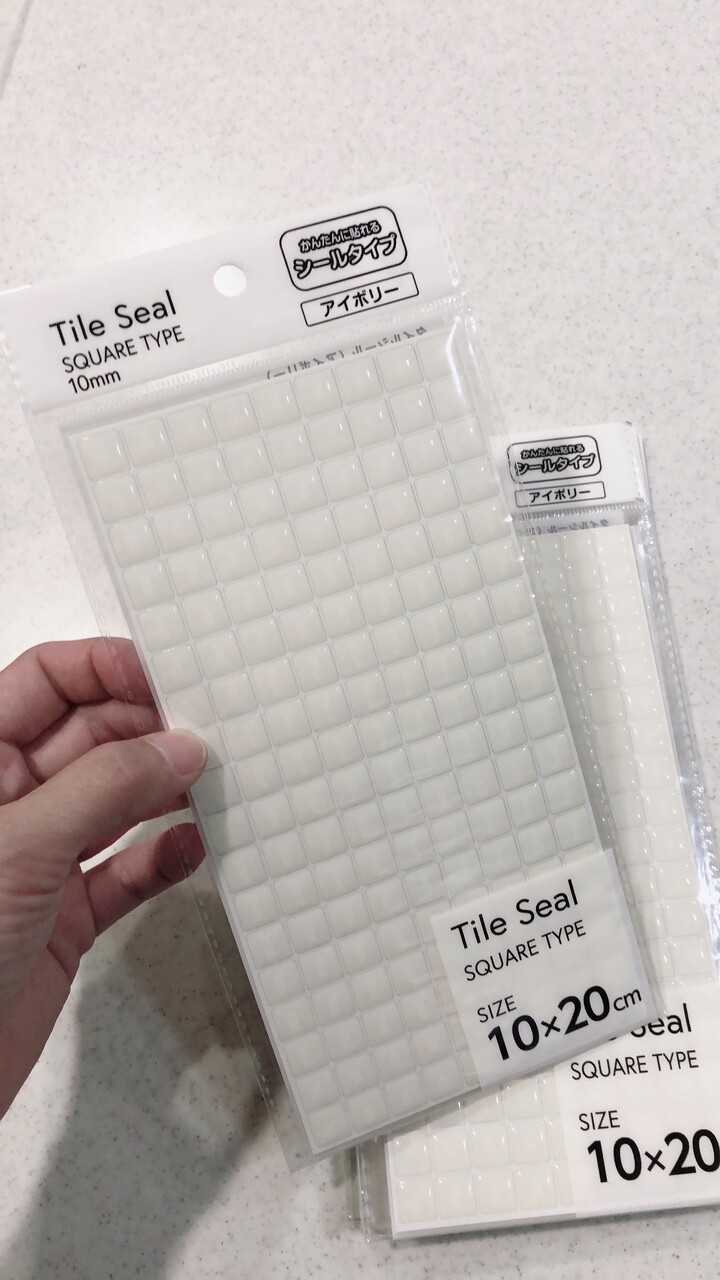 Tile Seal
SQUARE TYPE
10mm
かんたんに貼れる
シールタイプ
アイボリー
Tile Seal
SQUARE TYPE
SIZE
10×20cm
かんたんに貼れる
シールタイプ
アイボリー
Seal
SQUARE TYPE
SIZE
10×20